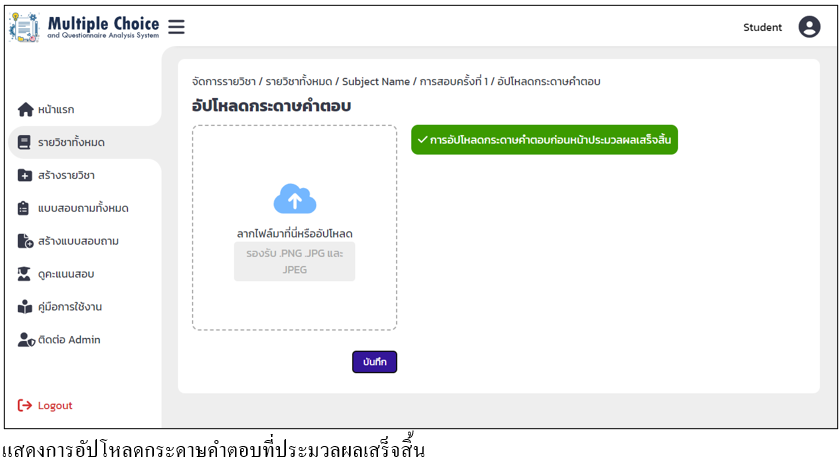 Multiple Choice
and Questionnaire Analysis System
Student
จัดการรายวิชา / รายวิชาทั้งหมด / Subject Name / การสอบครั้งที่ 1 / อัปโหลดกระดาษคำตอบ
อัปโหลดกระดาษคำตอบ
หน้าแรก
รายวิชาทั้งหมด
สร้างรายวิชา
แบบสอบถามทั้งหมด
สร้างแบบสอบถาม
ดูคะแนนสอบ
คู่มือการใช้งาน
ติดต่อ Admin
Logout
การอัปโหลดกระดาษคำตอบก่อนหน้าประมวลผลเสร็จสิ้น
ลากไฟล์มาที่นี่หรืออัปโหลด
รองรับ .PNG .JPG และ
JPEG
บันทึก
แสดงการอัปโหลดกระดาษคำตอบที่ประมวลผลเสร็จสิ้น